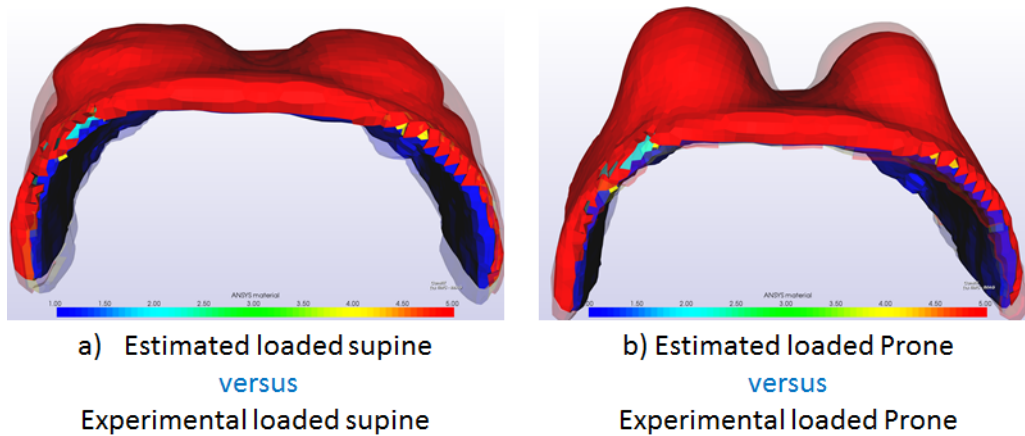 ANSYS material
1.00 2.00 3.00 4.00 5.00
1.50 2.50 3.50 4.50
ANSYS material
1.00 2.00 3.00 4.00 5.00
1.50 2.50 3.50 4.50
a) Estimated loaded supine
versus
Experimental loaded supine
b) Estimated loaded Prone
versus
Experimental loaded Prone